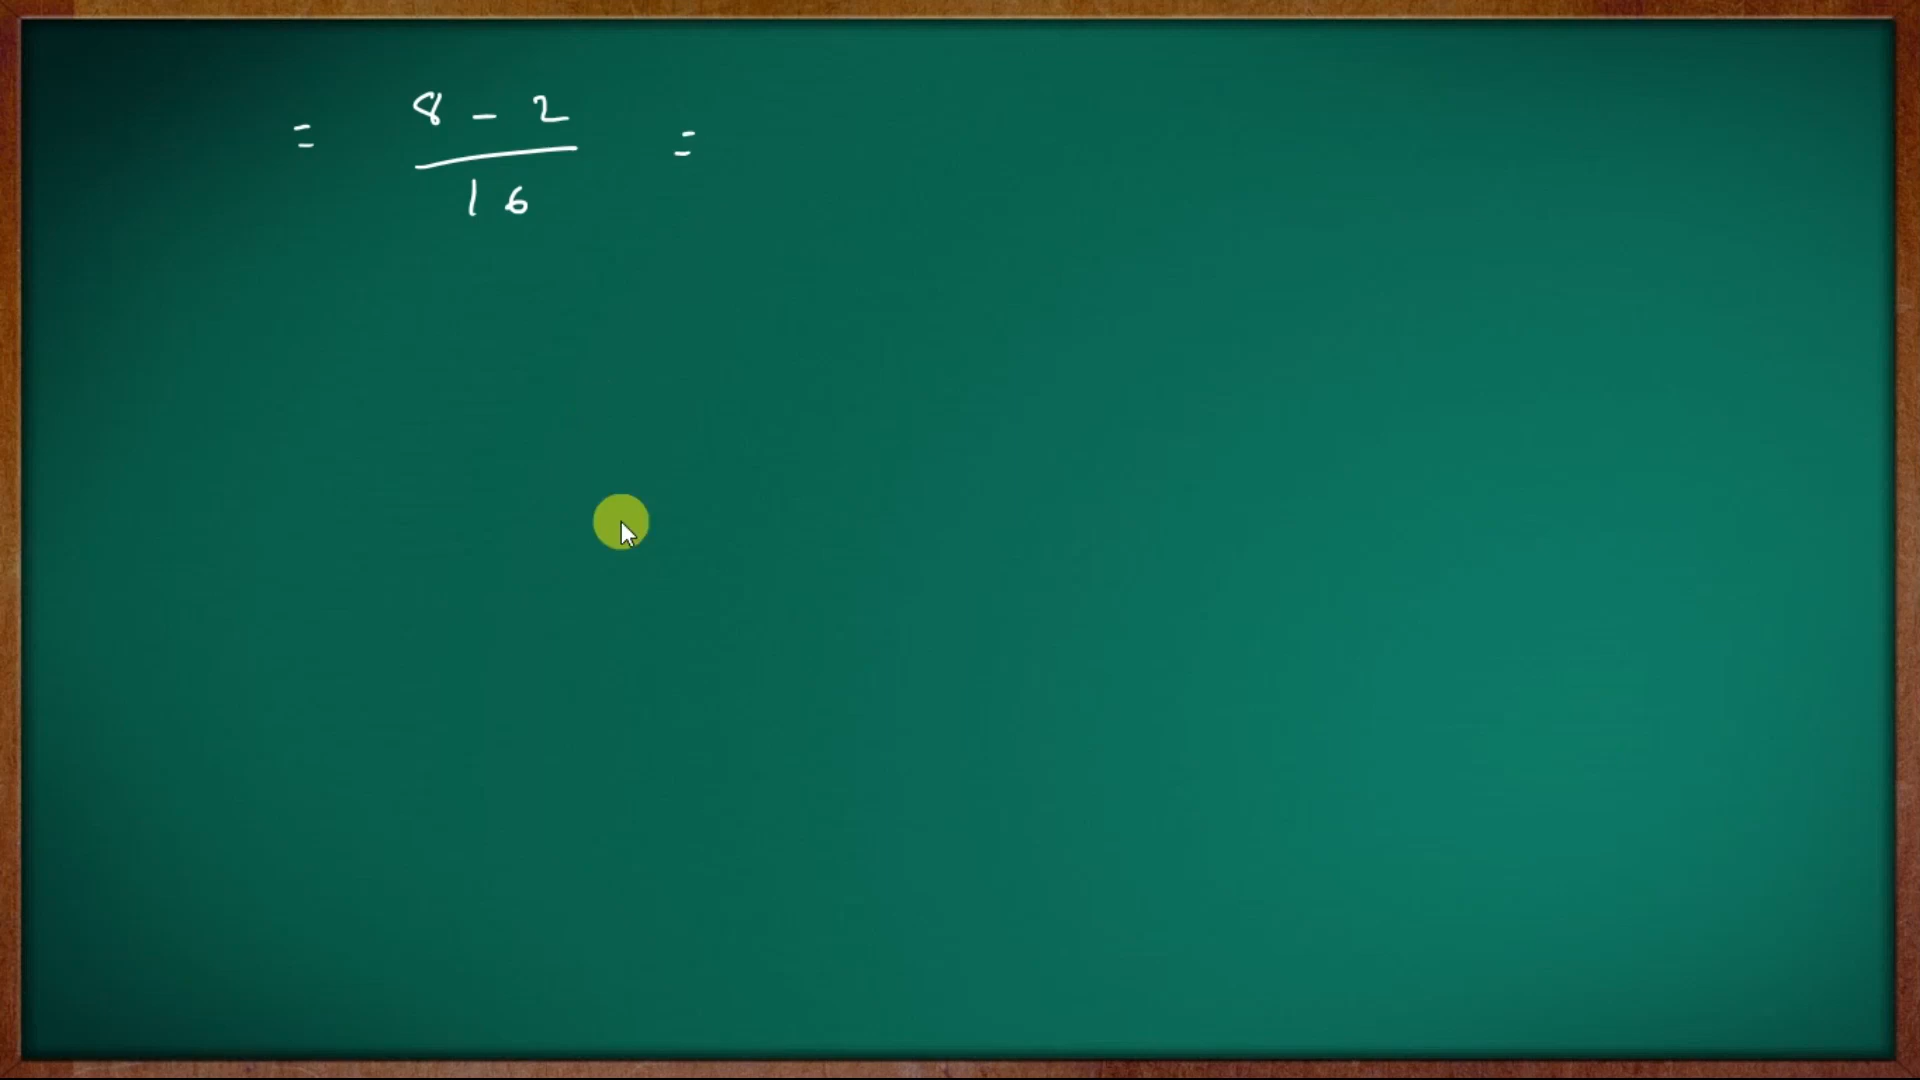 = 8 - 2 =
16